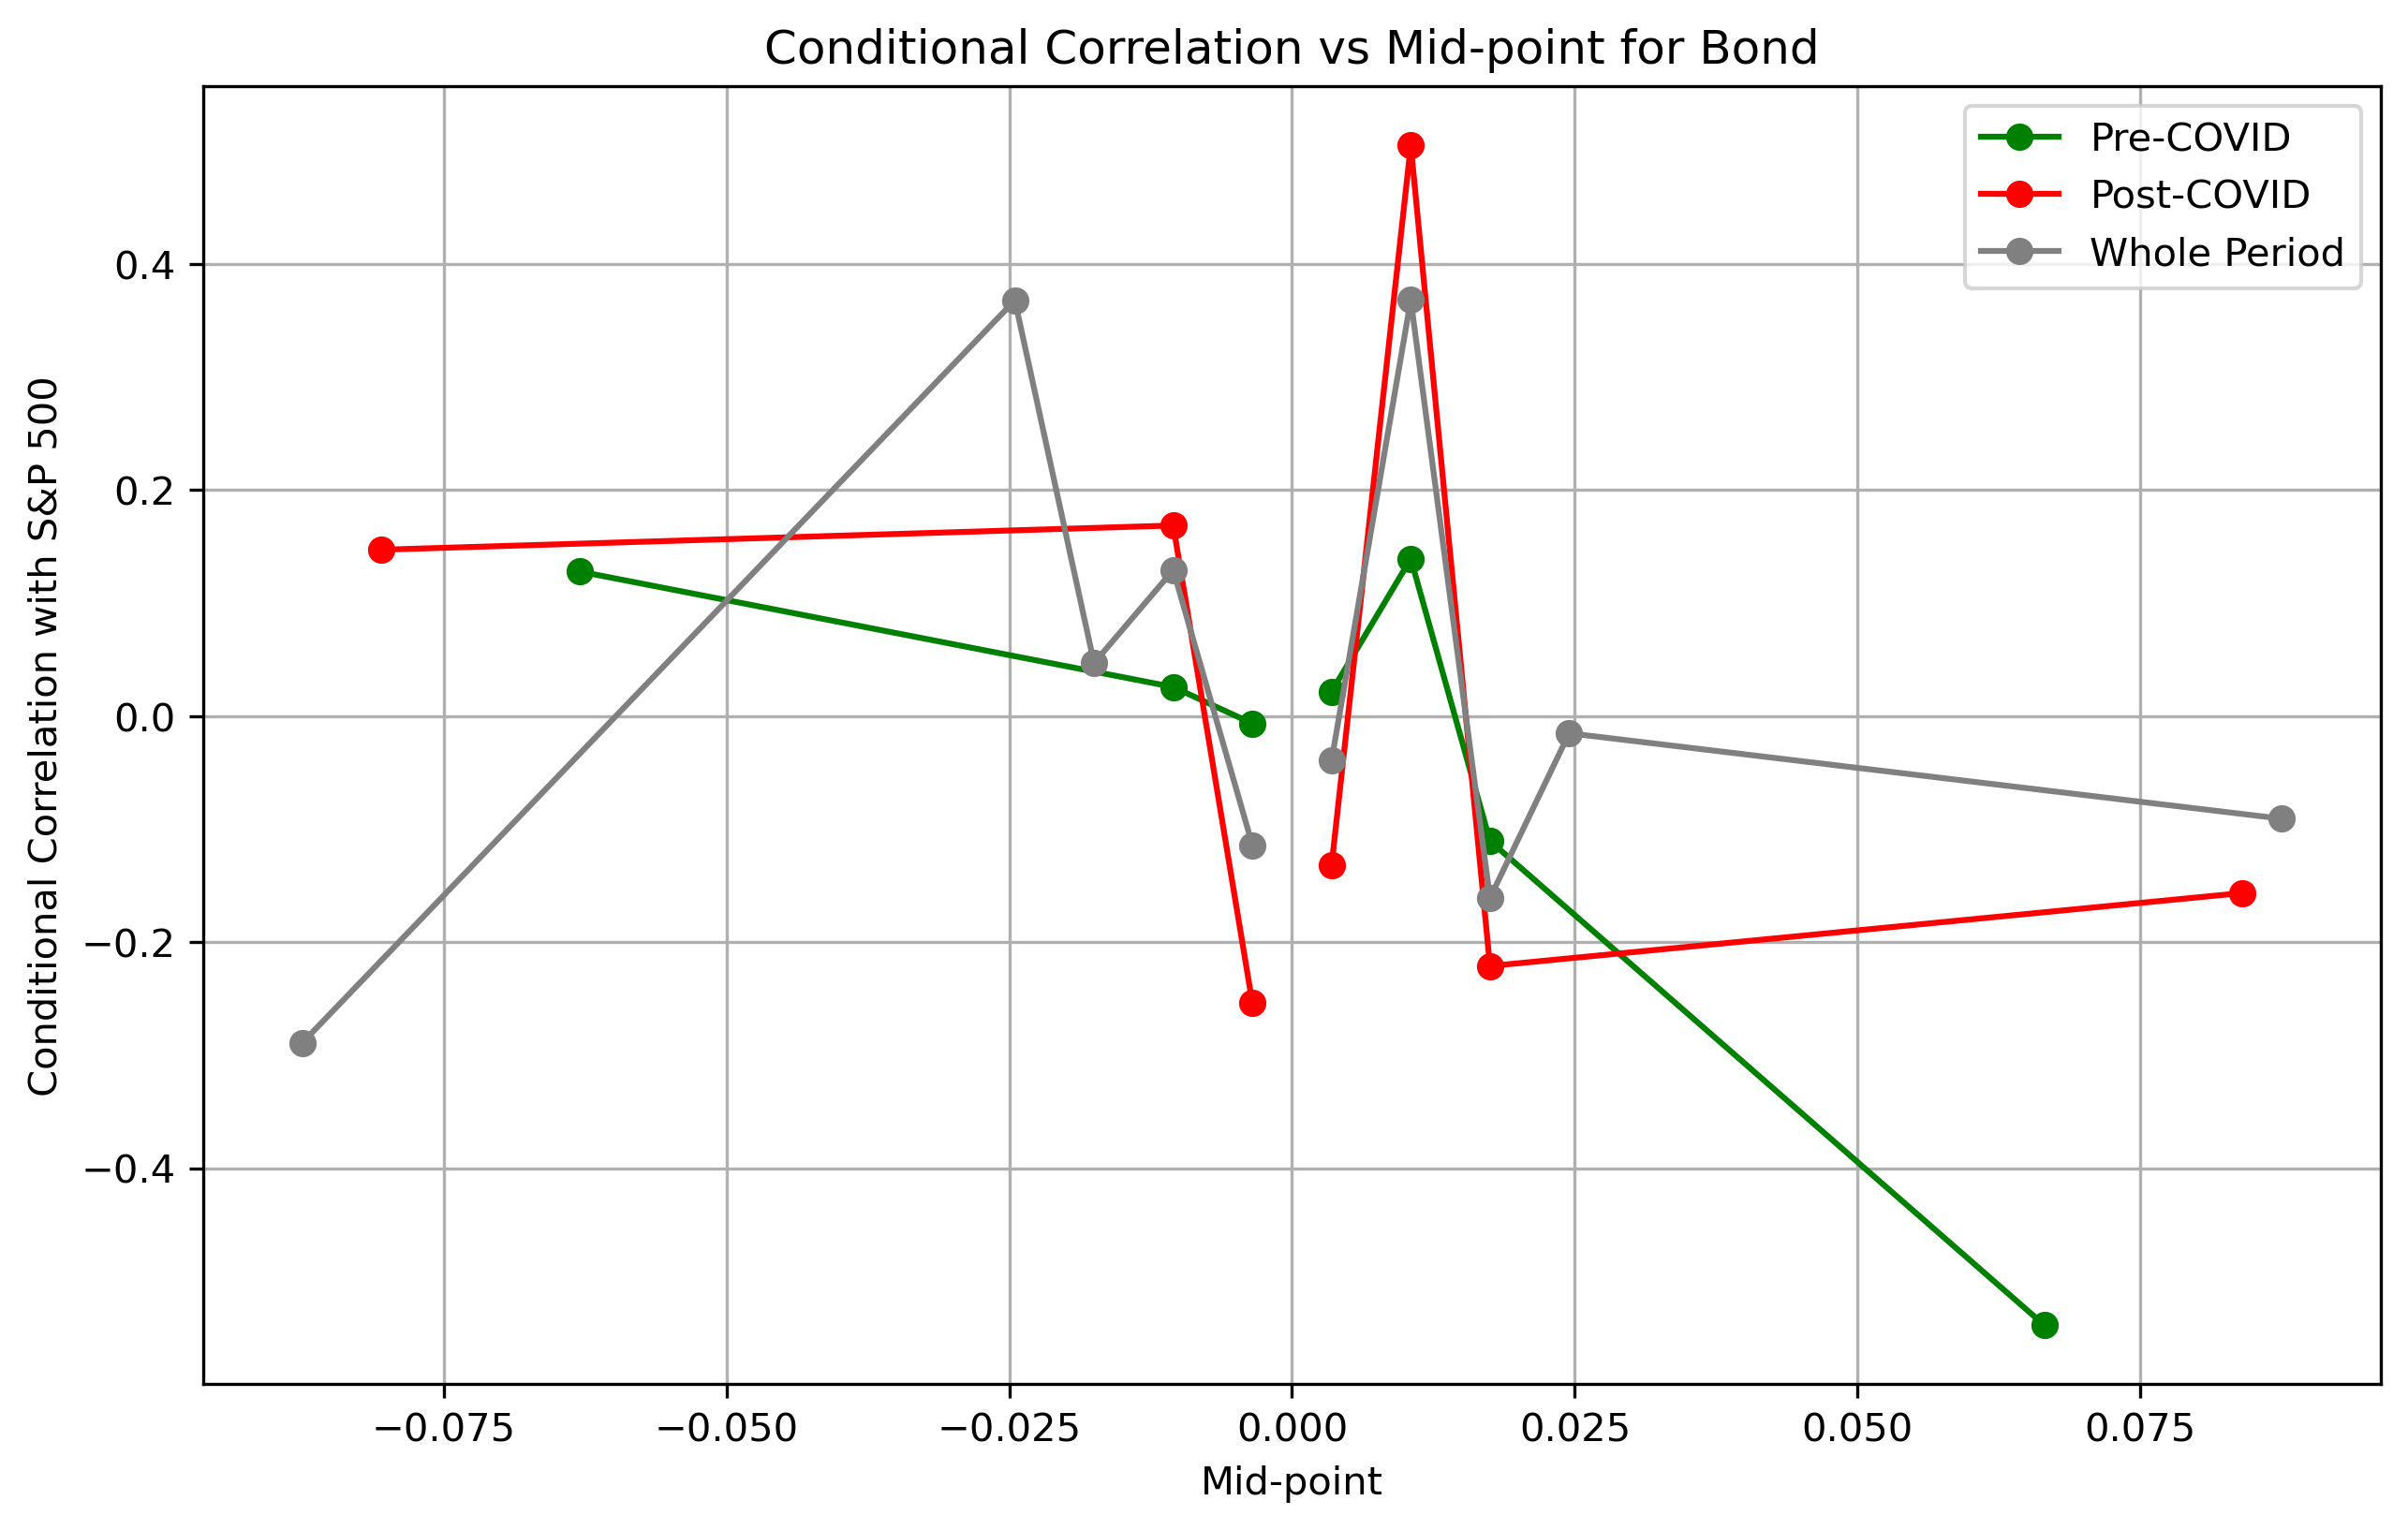 Conditional Correlation vs Mid-point for Bond
Pre-COVID
Post-COVID
Whole Period
Conditional Correlation with S&P 500
0.4
0.2
0.0
−0.2
−0.4
−0.075
−0.050
−0.025
0.000
0.025
0.050
0.075
Mid-point